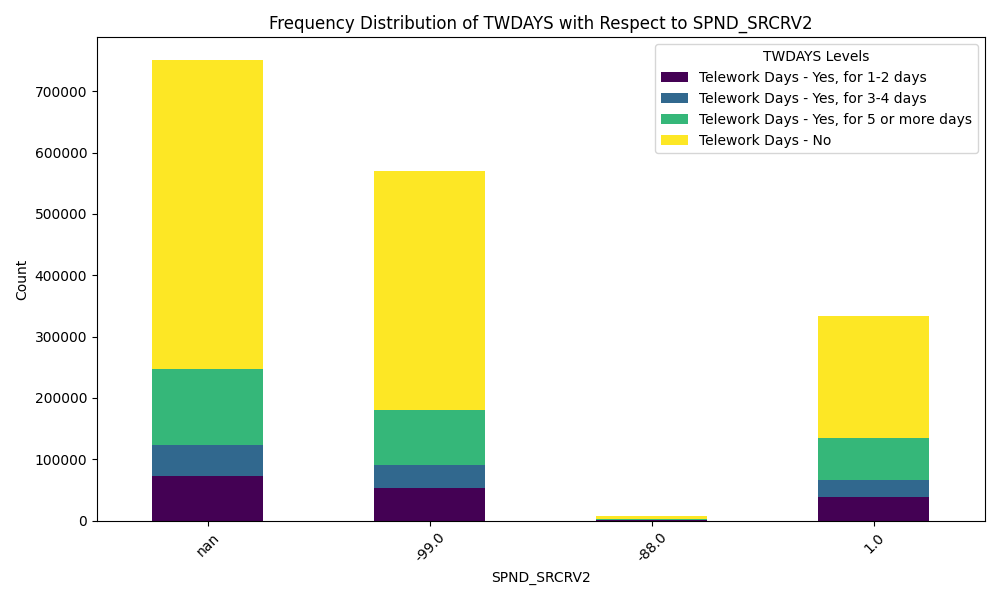 Frequency Distribution of TWDAYS with Respect to SPND_SRCRV2
TWDAYS Levels
Telework Days - Yes, for 1-2 days
Telework Days - Yes, for 3-4 days
Telework Days - Yes, for 5 or more days
Telework Days - No
Count
700000
600000
500000
400000
300000
200000
100000
0
nan
-99.0
-88.0
1.0
SPND_SRCRV2